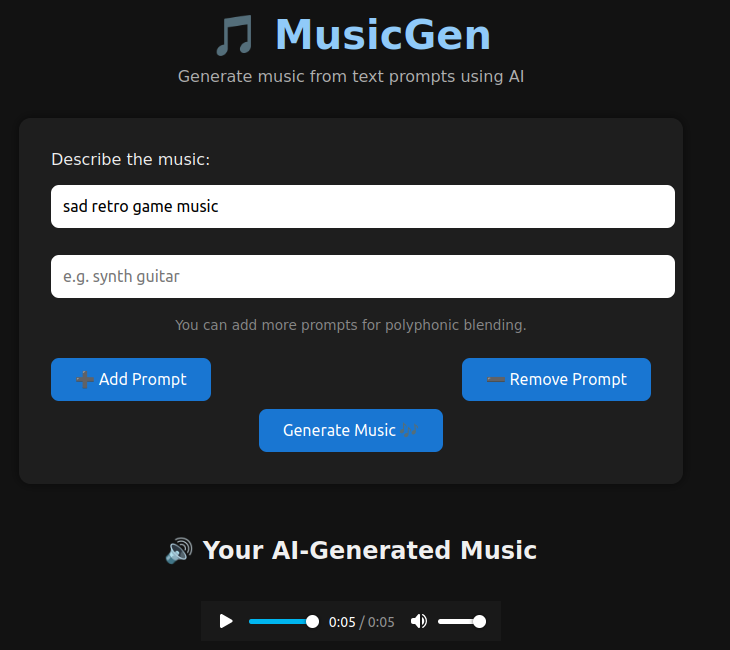 🎵 MusicGen
Generate music from text prompts using AI
Describe the music:
sad retro game music
e.g. synth guitar
You can add more prompts for polyphonic blending.
➕ Add Prompt
➖ Remove Prompt
Generate Music 🎶
🔊 Your AI-Generated Music
0:05 / 0:05